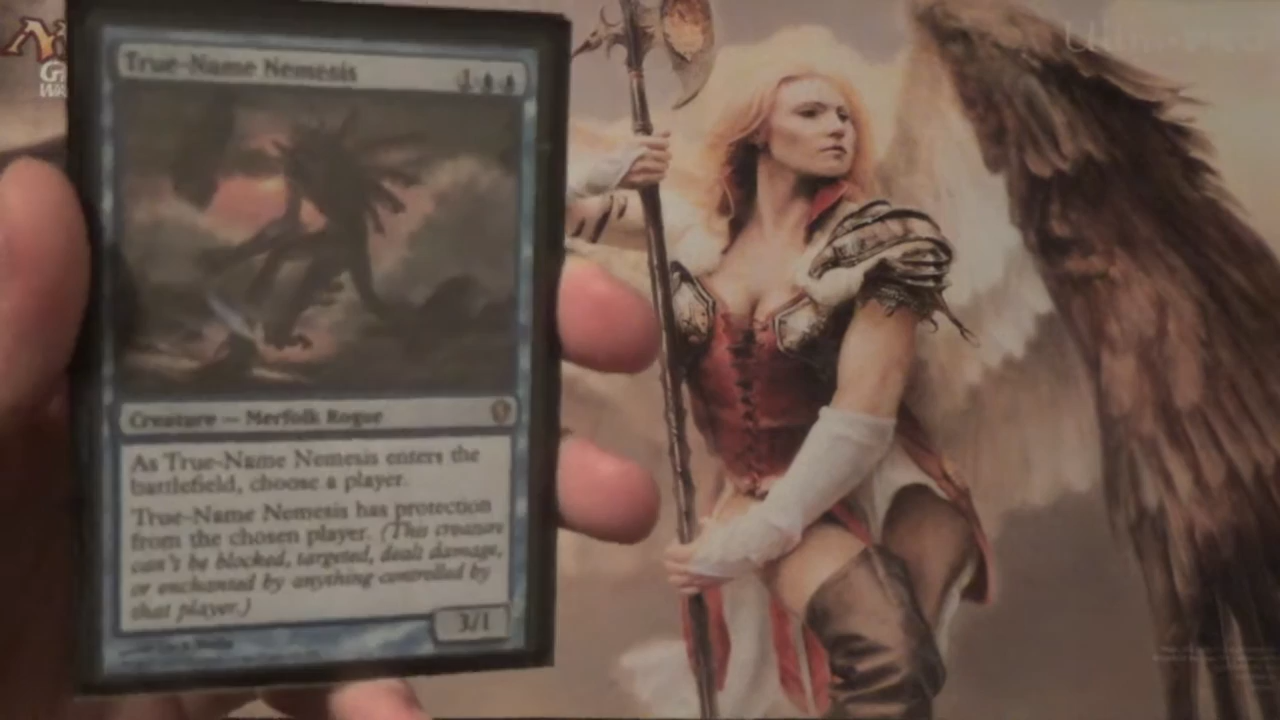 True-Name Nemesis
1
Creature — Merfolk Rogue
As True-Name Nemesis enters the
battlefield, choose a player.
True-Name Nemesis has protection
from the chosen player. (This creature
can't be blocked, targeted, dealt damage,
or enchanted by anything controlled by
that player.)
3/1